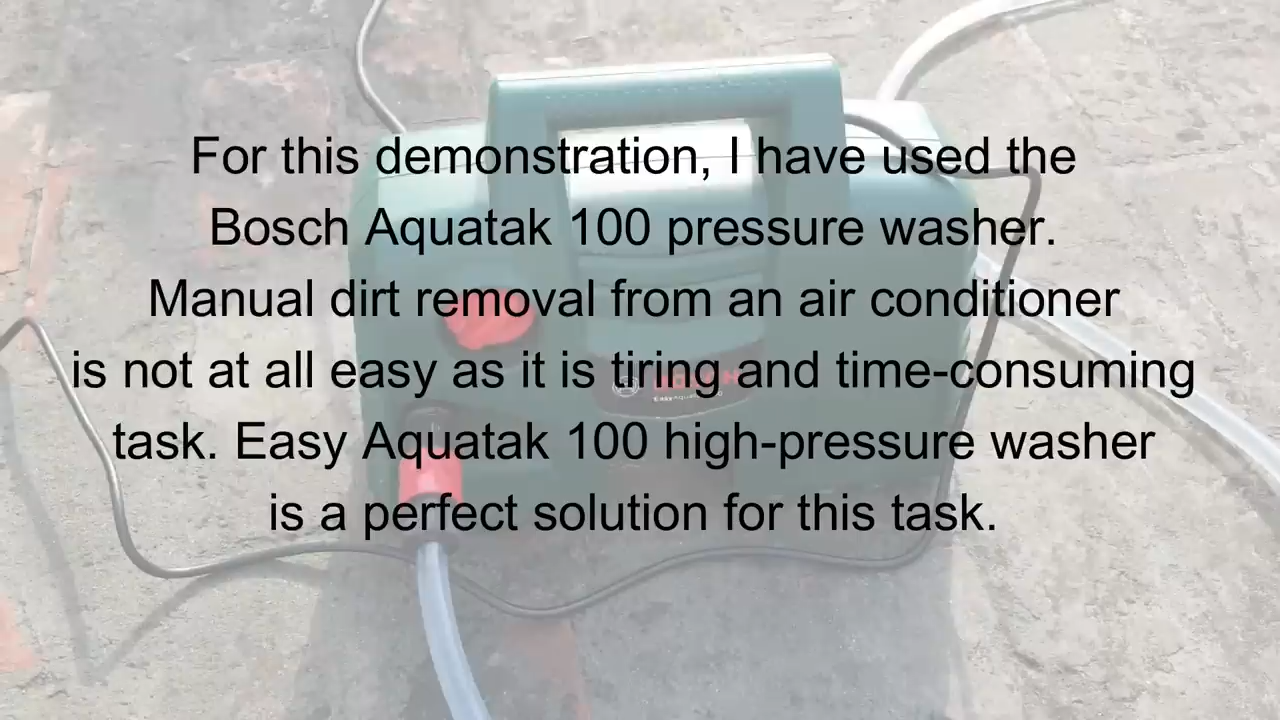 For this demonstration, I have used the
Bosch Aquatak 100 pressure washer.
Manual dirt removal from an air conditioner
is not at all easy as it is tiring and time-consuming
task. Easy Aquatak 100 high-pressure washer
is a perfect solution for this task.
BOSCH